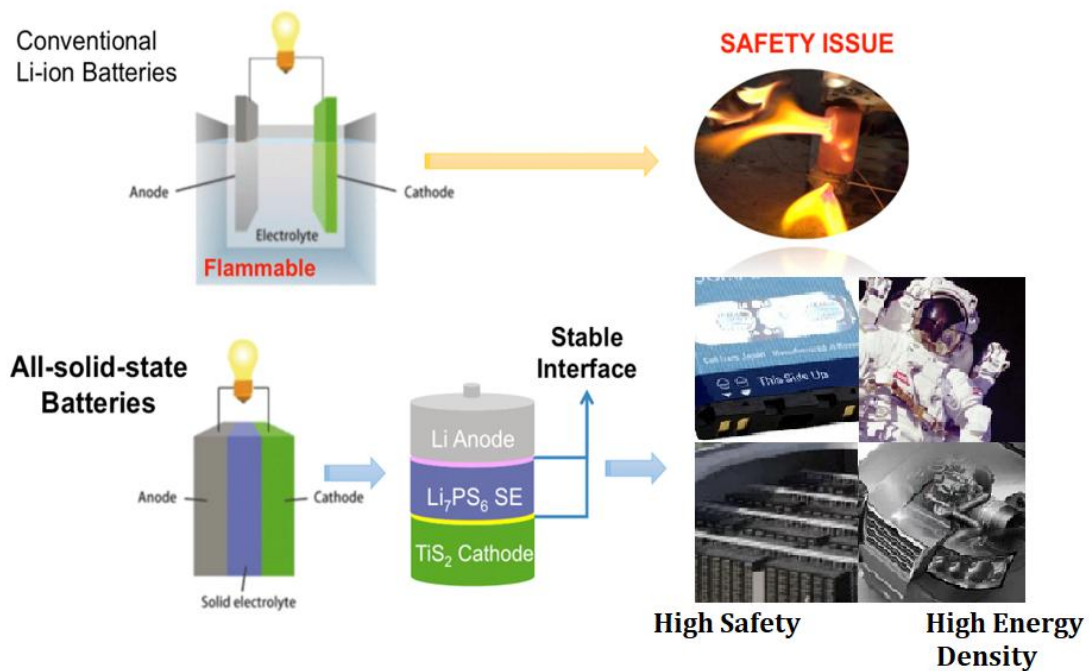 Conventional
Li-ion Batteries
SAFETY ISSUE
Anode
Cathode
Electrolyte
Flammable
All-solid-state
Batteries
Anode
Cathode
Solid electrolyte
Stable
Interface
Li Anode
Li₇PS₆ SE
TiS₂ Cathode
This Side Up
High Safety
High Energy
Density